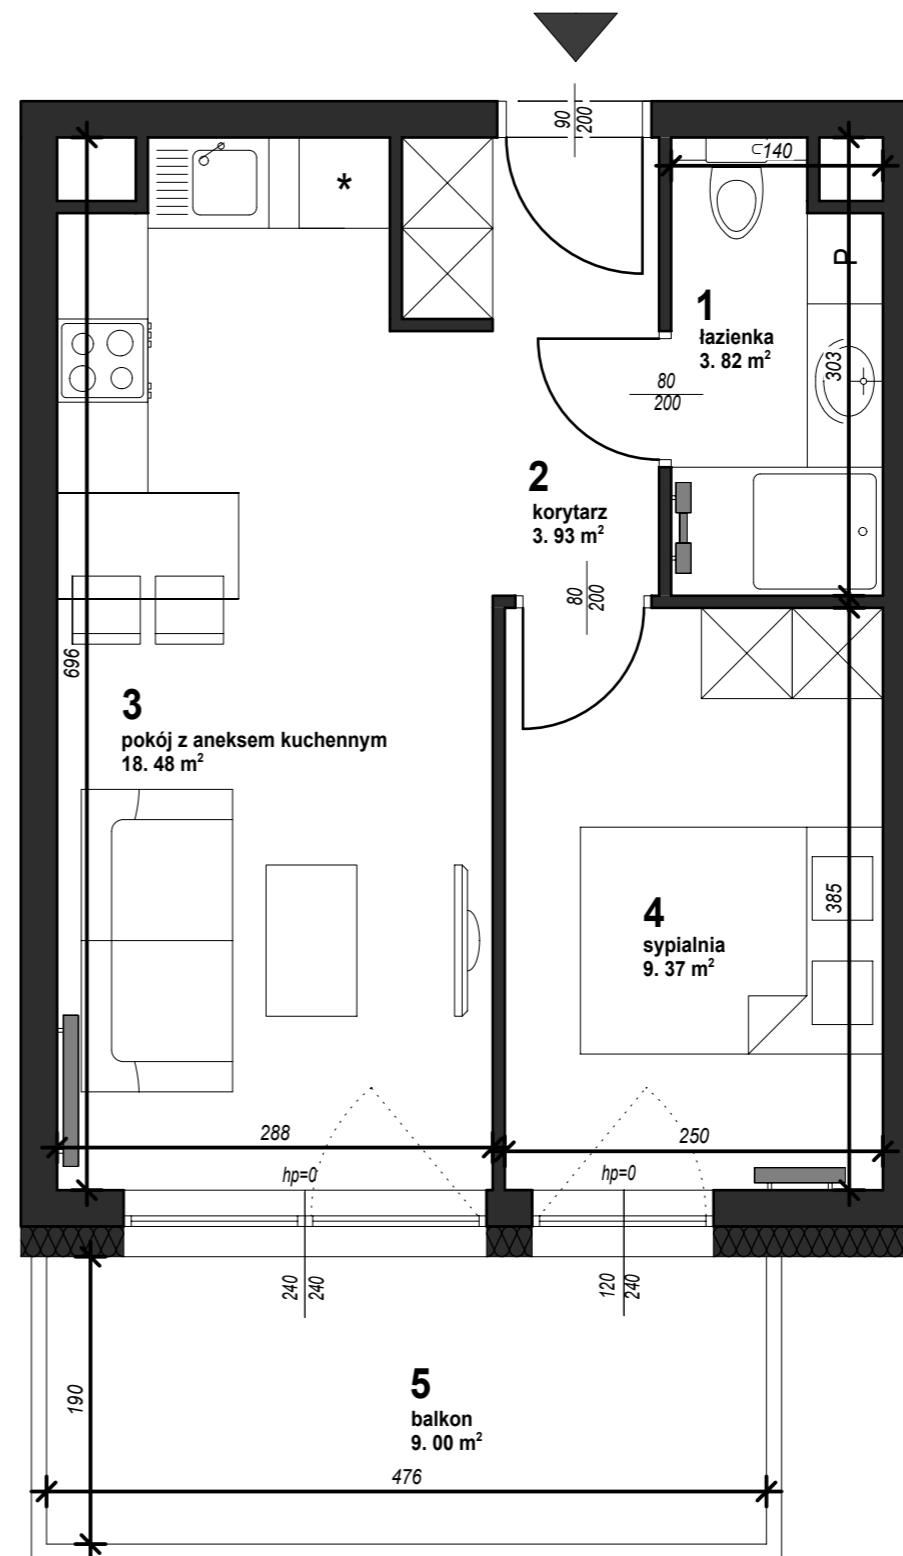 90
200
140
*
P
1
łazienka
3. 82 m²
303
80
200
2
korytarz
3. 93 m²
80
200
696
3
pokój z aneksem kuchennym
18. 48 m²
385
4
sypialnia
9. 37 m²
288
250
hp=0
hp=0
240
240
120
240
190
5
balkon
9. 00 m²
476